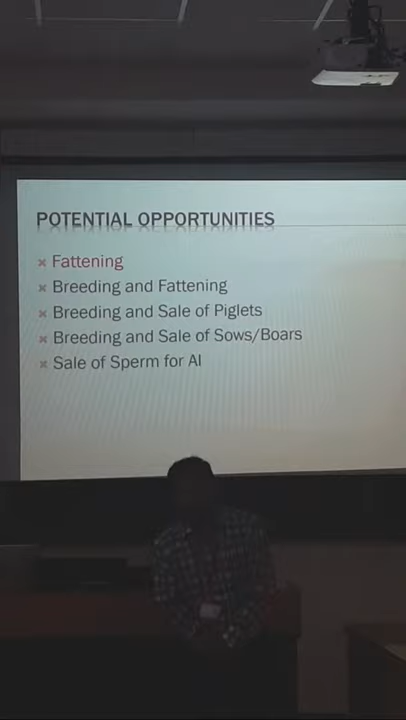 POTENTIAL OPPORTUNITIES
Fattening
Breeding and Fattening
Breeding and Sale of Piglets
Breeding and Sale of Sows/Boars
Sale of Sperm for AI